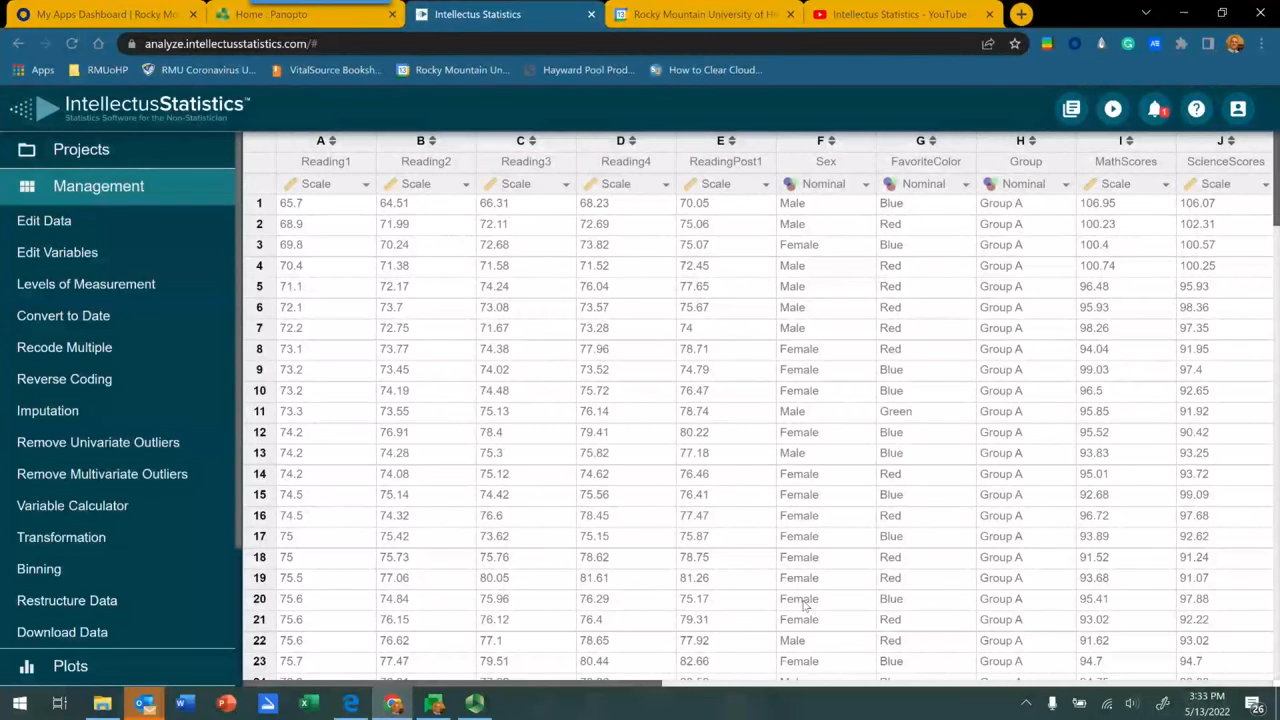 My Apps Dashboard | Rocky Mo
Home - Panopto
Intellectus Statistics
Rocky Mountain University of He
Intellectus Statistics - YouTube
analyze.intellectusstatistics.com/#
Apps RMUoHP RMU Coronavirus U... VitalSource Booksh... Rocky Mountain Un... Hayward Pool Prod... How to Clear Cloud...
IntellectusStatistics™
Statistics Software for the Non-Statistician
1
Projects
Management
Edit Data
Edit Variables
Levels of Measurement
Convert to Date
Recode Multiple
Reverse Coding
Imputation
Remove Univariate Outliers
Remove Multivariate Outliers
Variable Calculator
Transformation
Binning
Restructure Data
Download Data
Plots
A B C D E F G H I J
Reading1 Reading2 Reading3 Reading4 ReadingPost1 Sex FavoriteColor Group MathScores ScienceScores
Scale Scale Scale Scale Scale Nominal Nominal Nominal Scale Scale
1 65.7 64.51 66.31 68.23 70.05 Male Blue Group A 106.95 106.07
2 68.9 71.99 72.11 72.69 75.06 Male Red Group A 100.23 102.31
3 69.8 70.24 72.68 73.82 75.07 Female Blue Group A 100.4 100.57
4 70.4 71.38 71.58 71.52 72.45 Male Red Group A 100.74 100.25
5 71.1 72.17 74.24 76.04 77.65 Male Red Group A 96.48 95.93
6 72.1 73.7 73.08 73.57 75.67 Male Red Group A 95.93 98.36
7 72.2 72.75 71.67 73.28 74 Male Red Group A 98.26 97.35
8 73.1 73.77 74.38 77.96 78.71 Female Red Group A 94.04 91.95
9 73.2 73.45 74.02 73.52 74.79 Female Blue Group A 99.03 97.4
10 73.2 74.19 74.48 75.72 76.47 Female Blue Group A 96.5 92.65
11 73.3 73.55 75.13 76.14 78.74 Male Green Group A 95.85 91.92
12 74.2 76.91 78.4 79.41 80.22 Female Blue Group A 95.52 90.42
13 74.2 74.28 75.3 75.82 77.18 Male Blue Group A 93.83 93.25
14 74.2 74.08 75.12 74.62 76.46 Female Red Group A 95.01 93.72
15 74.5 75.14 74.42 75.56 76.41 Female Blue Group A 92.68 99.09
16 74.5 74.32 76.6 78.45 77.47 Female Red Group A 96.72 97.68
17 75 75.42 73.62 75.15 75.87 Female Blue Group A 93.89 92.62
18 75 75.73 75.76 78.62 78.75 Female Red Group A 91.52 91.24
19 75.5 77.06 80.05 81.61 81.26 Female Red Group A 93.68 91.07
20 75.6 74.84 75.96 76.29 75.17 Female Blue Group A 95.41 97.88
21 75.6 76.15 76.12 76.4 79.31 Female Red Group A 93.02 92.22
22 75.6 76.62 77.1 78.65 77.92 Male Red Group A 91.62 93.02
23 75.7 77.47 79.51 80.44 82.66 Female Blue Group A 94.7 94.7
3:33 PM
5/13/2022
26